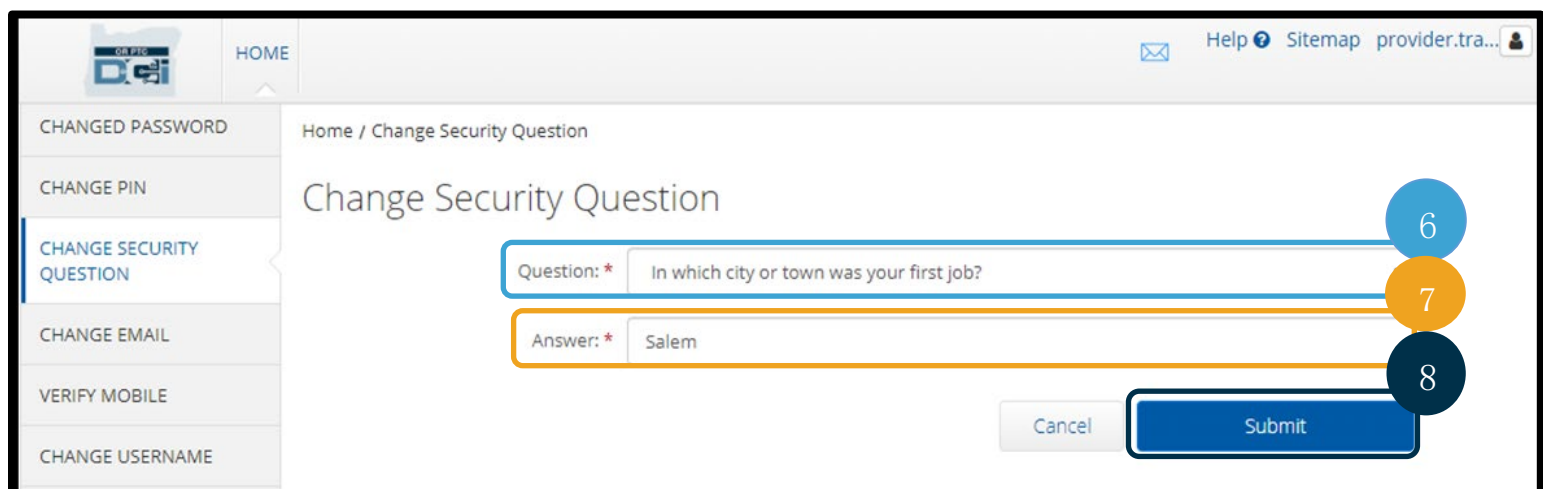 OR PTC
DCi
HOME
Help ? Sitemap provider.tra...
CHANGED PASSWORD
CHANGE PIN
CHANGE SECURITY
QUESTION
CHANGE EMAIL
VERIFY MOBILE
CHANGE USERNAME
Home / Change Security Question
Change Security Question
6
Question: * In which city or town was your first job?
7
Answer: * Salem
8
Cancel Submit